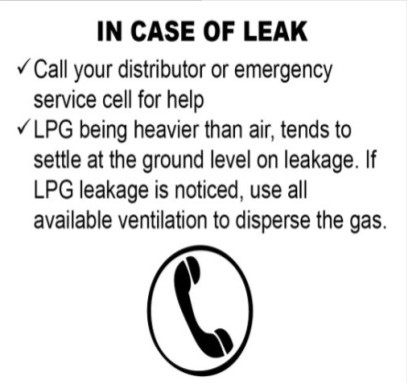 IN CASE OF LEAK
✓Call your distributor or emergency
service cell for help
✓LPG being heavier than air, tends to
settle at the ground level on leakage. If
LPG leakage is noticed, use all
available ventilation to disperse the gas.